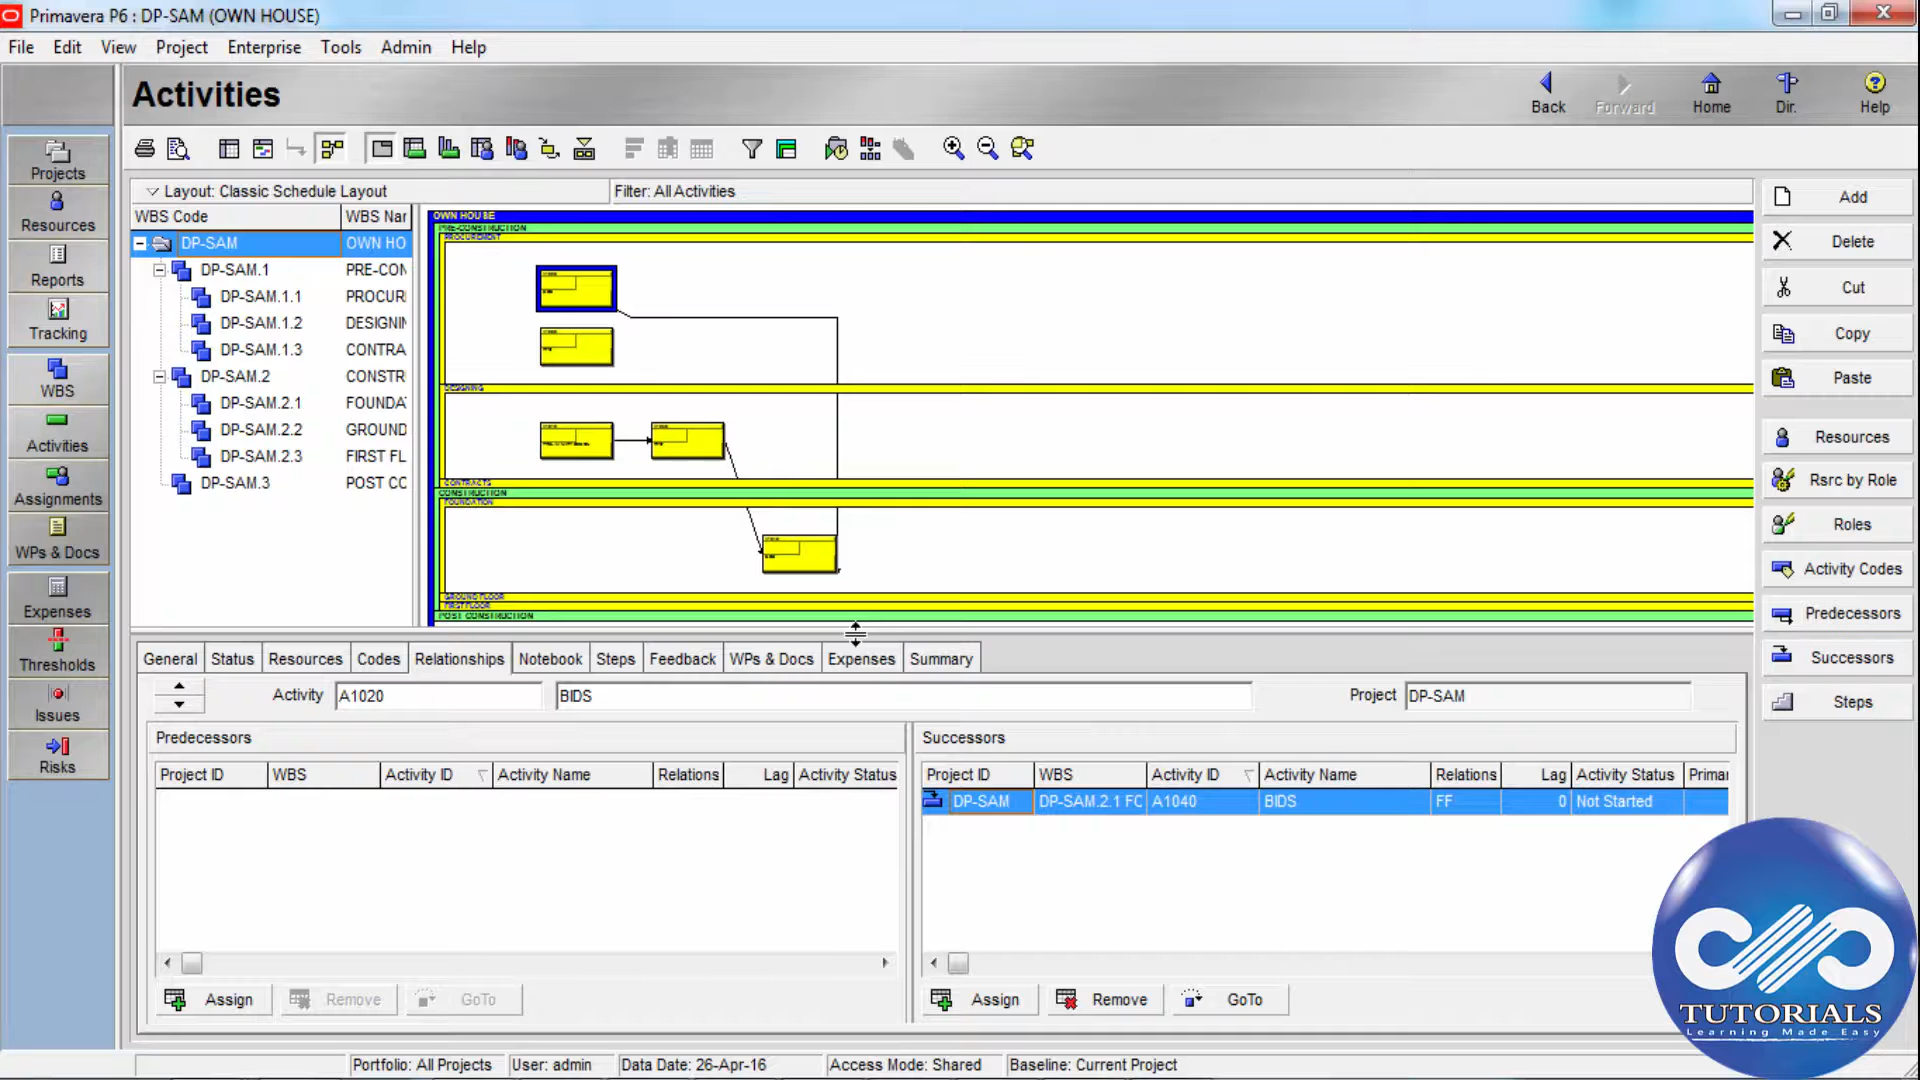 Primavera P6 : DP-SAM (OWN HOUSE)
File Edit View Project Enterprise Tools Admin Help
Activities
Back Forward Home Dir. Help
Projects
Resources
Reports
Tracking
WBS
Activities
Assignments
WPs & Docs
Expenses
Thresholds
Issues
Risks
Layout: Classic Schedule Layout
Filter: All Activities
WBS Code WBS Nar
DP-SAM OWN HO
DP-SAM.1 PRE-CON
DP-SAM.1.1 PROCURI
DP-SAM.1.2 DESIGNIN
DP-SAM.1.3 CONTRA
DP-SAM.2 CONSTR
DP-SAM.2.1 FOUNDA
DP-SAM.2.2 GROUND
DP-SAM.2.3 FIRST FL
DP-SAM.3 POST CO
OWN HOUSE
PRE-CONSTRUCTION
PROCUREMENT
DESIGNING
CONTRACTS
CONSTRUCTION
FOUNDATION
GROUND FLOOR
FIRST FLOOR
POST CONSTRUCTION
Add
Delete
Cut
Copy
Paste
Resources
Rsrc by Role
Roles
Activity Codes
Predecessors
Successors
Steps
General Status Resources Codes Relationships Notebook Steps Feedback WPs & Docs Expenses Summary
Activity A1020 BIDS Project DP-SAM
Predecessors
Project ID WBS Activity ID Activity Name Relations Lag Activity Status
Assign Remove GoTo
Successors
Project ID WBS Activity ID Activity Name Relations Lag Activity Status Primar
DP-SAM DP-SAM.2.1 FC A1040 BIDS FF 0 Not Started
Assign Remove GoTo
TUTORIALS
Learning Made Easy
Portfolio: All Projects User: admin Data Date: 26-Apr-16 Access Mode: Shared Baseline: Current Project